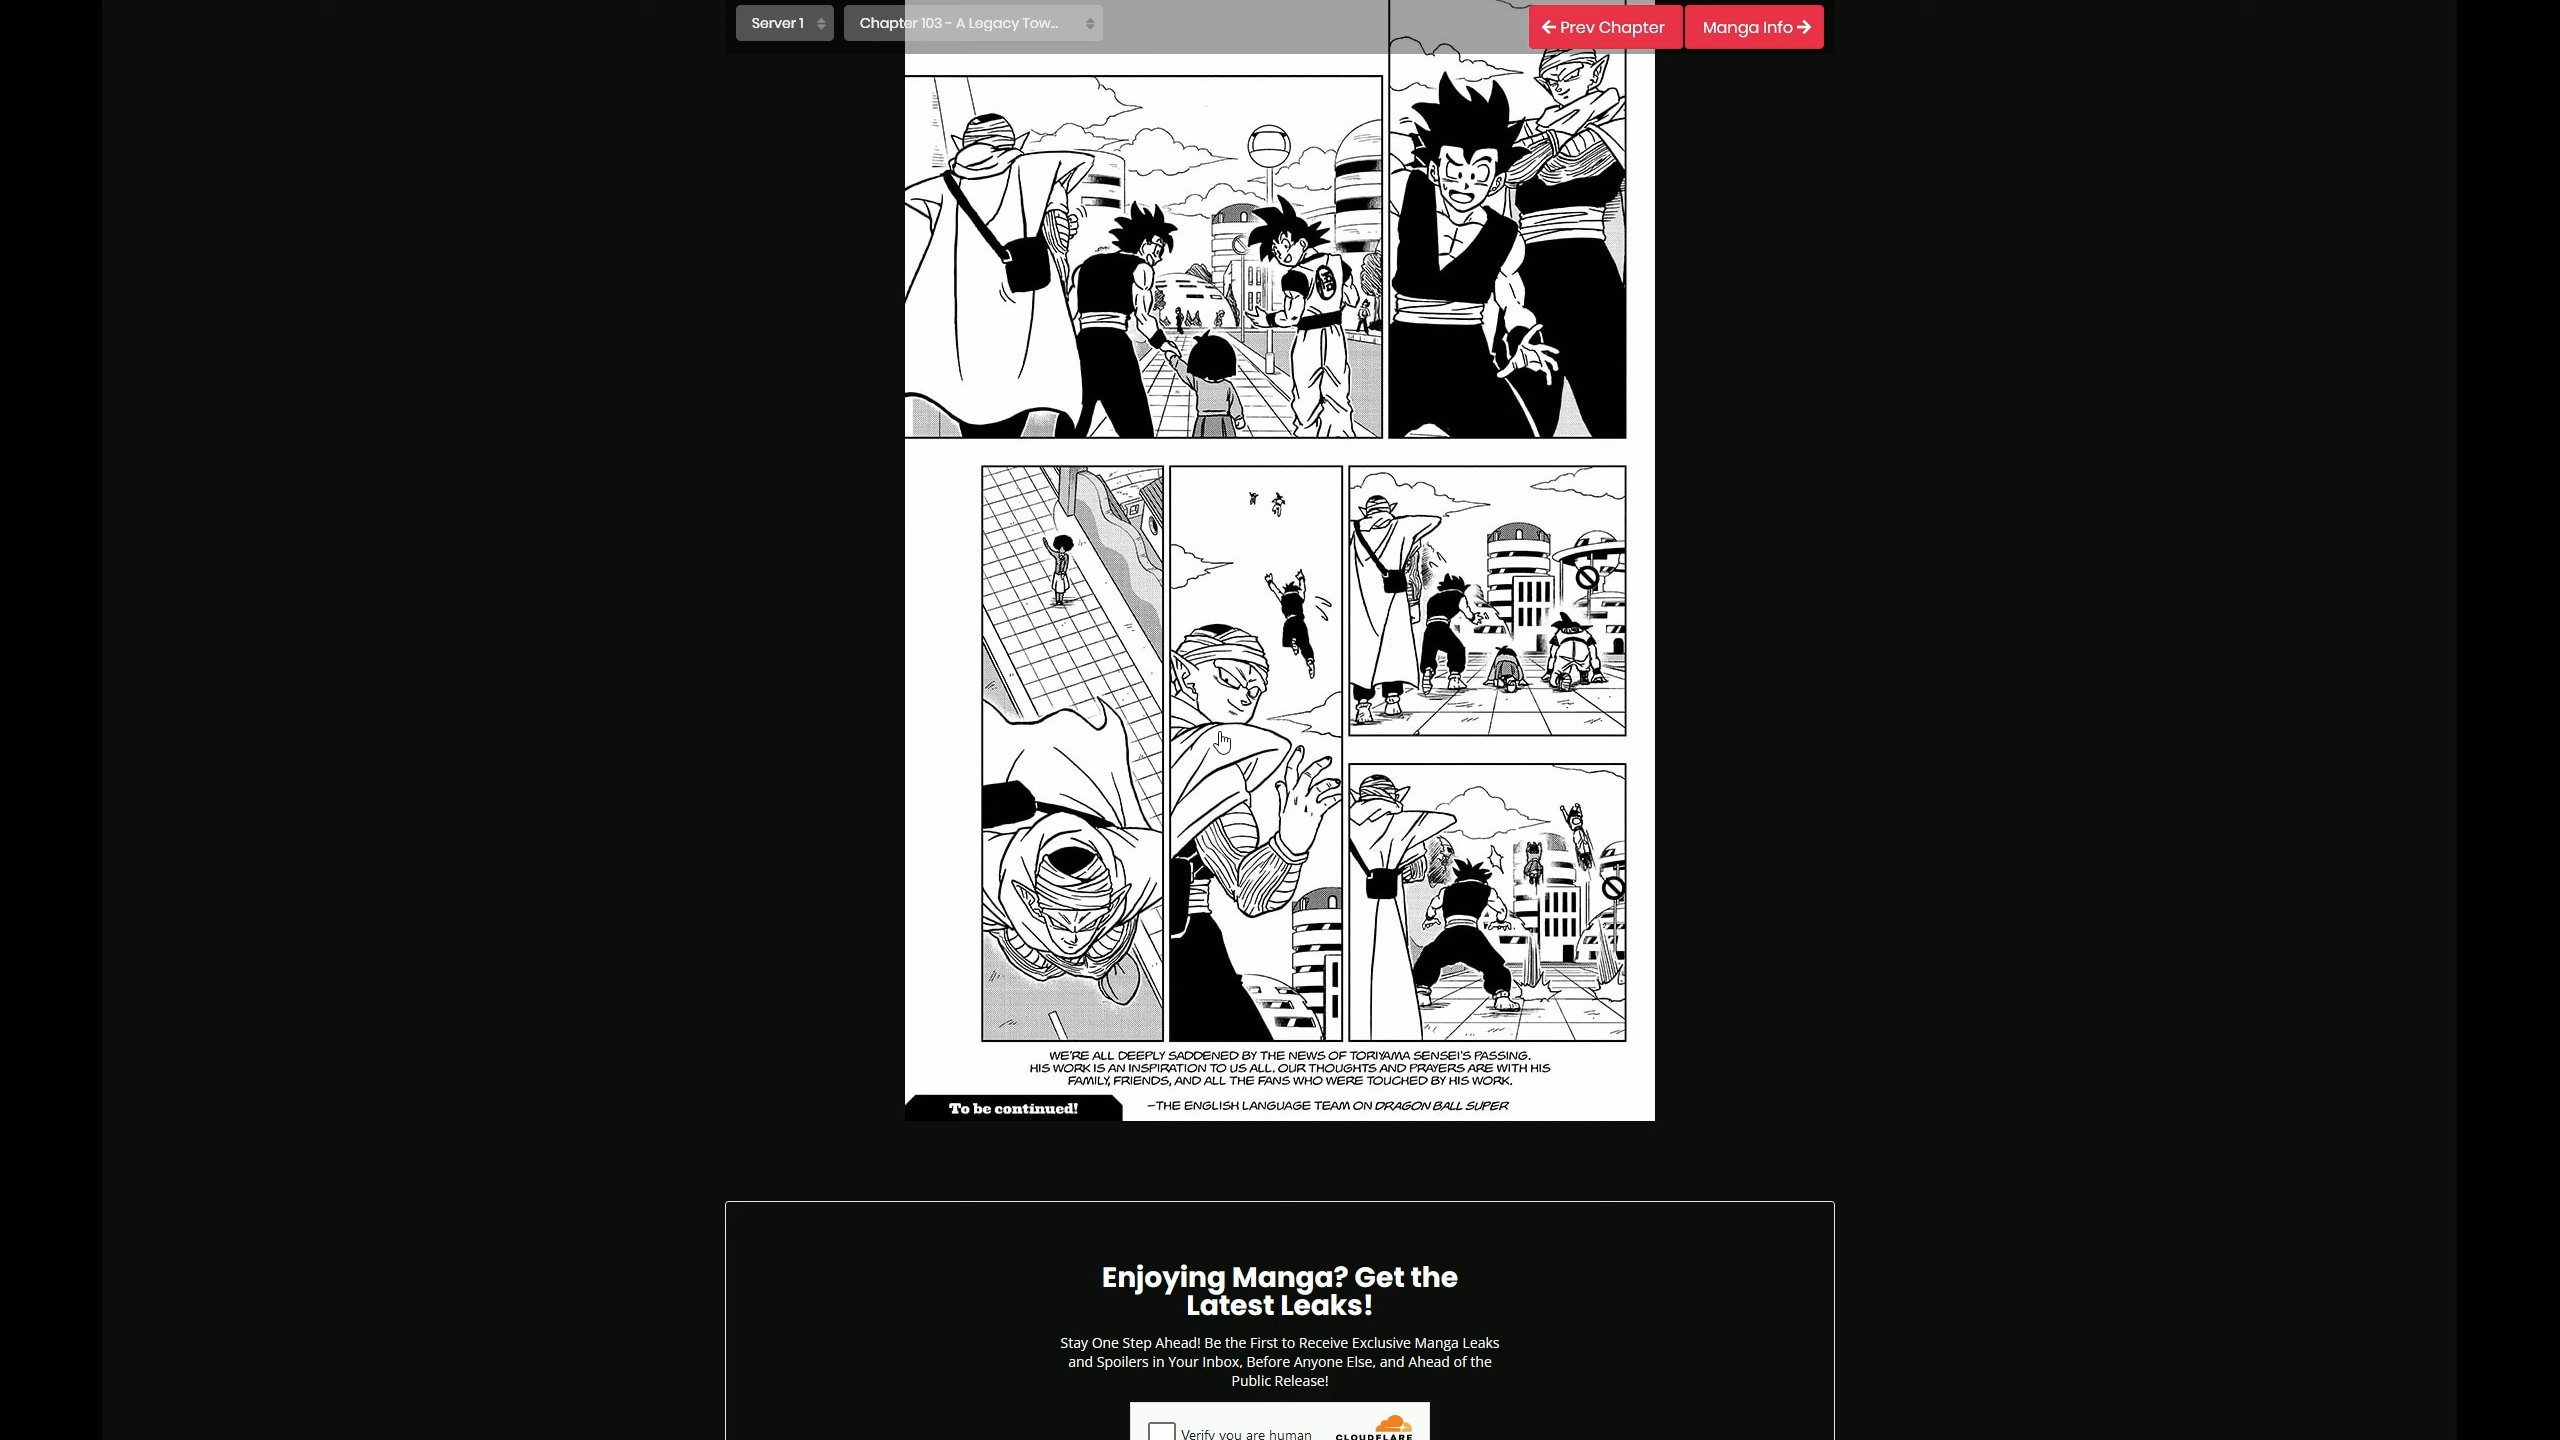 Server 1
Chapter 103 - A Legacy Tow...
Prev Chapter
Manga Info
WE'RE ALL DEEPLY SADDENED BY THE NEWS OF TORIYAMA SENSEI'S PASSING.
HIS WORK IS AN INSPIRATION TO US ALL. OUR THOUGHTS AND PRAYERS ARE WITH HIS
FAMILY, FRIENDS, AND ALL THE FANS WHO WERE TOUCHED BY HIS WORK.
To be continued!
–THE ENGLISH LANGUAGE TEAM ON DRAGON BALL SUPER
Enjoying Manga? Get the
Latest Leaks!
Stay One Step Ahead! Be the First to Receive Exclusive Manga Leaks
and Spoilers in Your Inbox, Before Anyone Else, and Ahead of the
Public Release!
Verify you are human
CLOUDFLARE